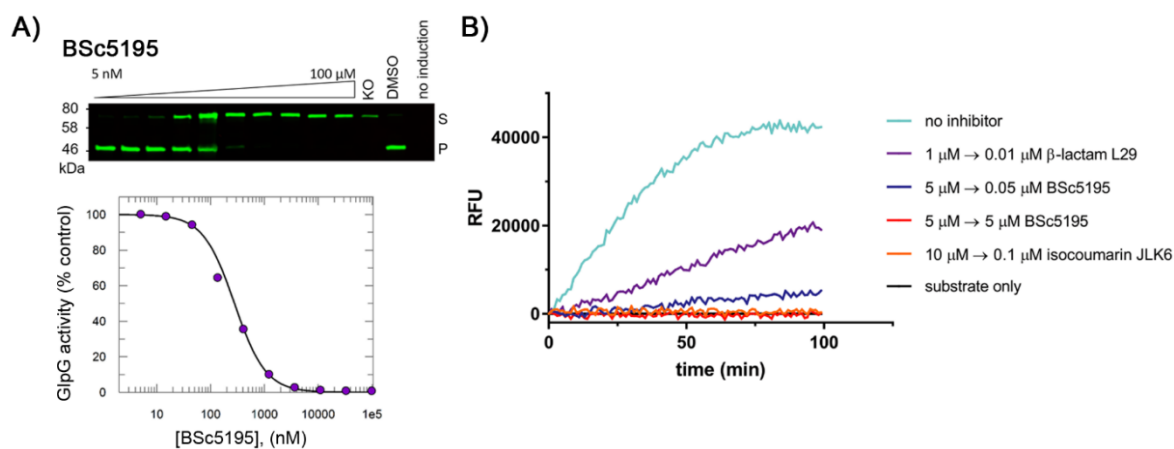 A)
BSc5195
5 nM
100 µM
KO
DMSO
no induction
80
58
46
kDa
S
P
GlpG activity (% control)
100
80
60
40
20
0
10
100
1000
10000
1e5
[BSc5195], (nM)
B)
RFU
40000
20000
0
0
50
100
time (min)
no inhibitor
1 µM → 0.01 µM β-lactam L29
5 µM → 0.05 µM BSc5195
5 µM → 5 µM BSc5195
10 µM → 0.1 µM isocoumarin JLK6
substrate only